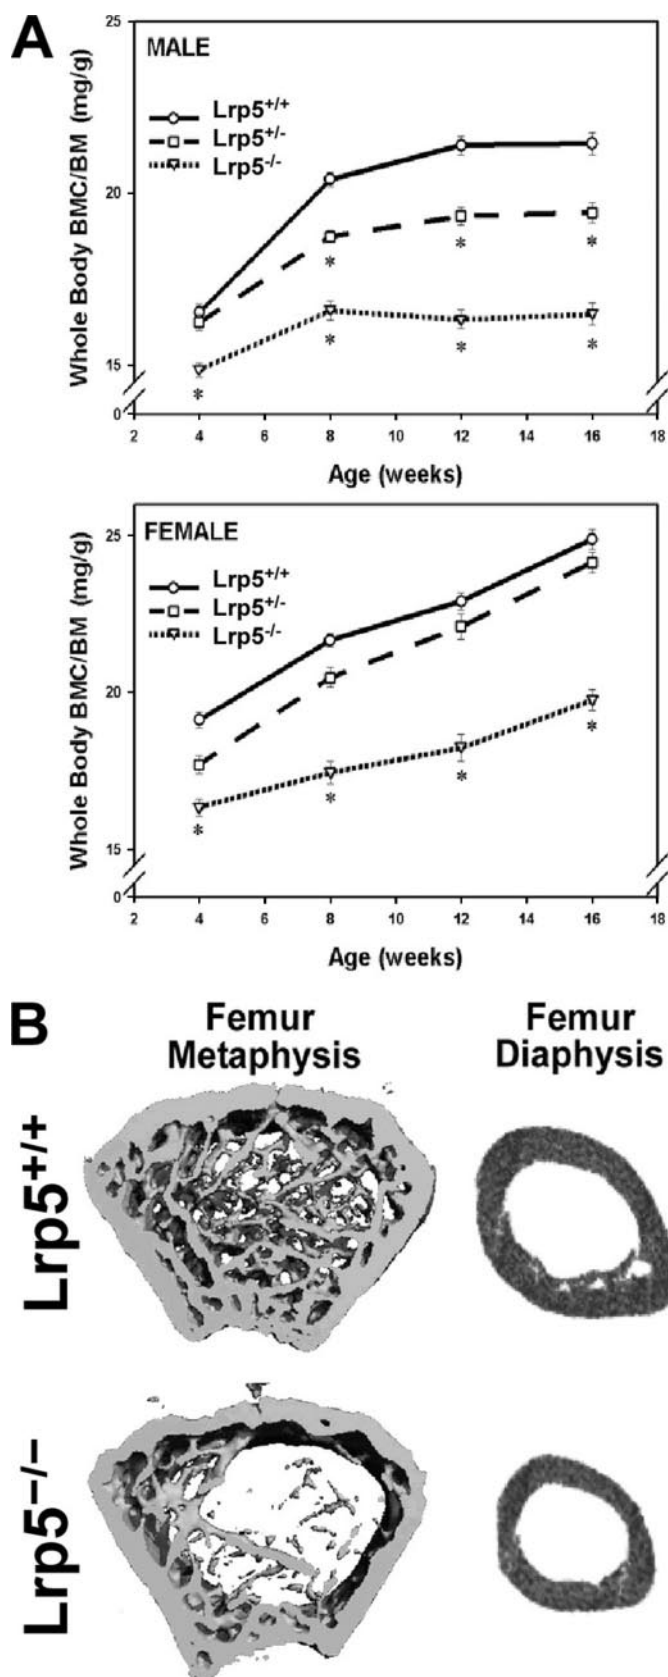 A
MALE
Lrp5+/+
Lrp5+/-
Lrp5-/-
Whole Body BMC/BM (mg/g)
25
20
15
0
2 4 6 8 10 12 14 16 18
* * *
* * * *
Age (weeks)
FEMALE
Lrp5+/+
Lrp5+/-
Lrp5-/-
Whole Body BMC/BM (mg/g)
25
20
15
0
2 4 6 8 10 12 14 16 18
* * * *
Age (weeks)
B
Femur
Metaphysis
Femur
Diaphysis
Lrp5+/+
Lrp5−/−